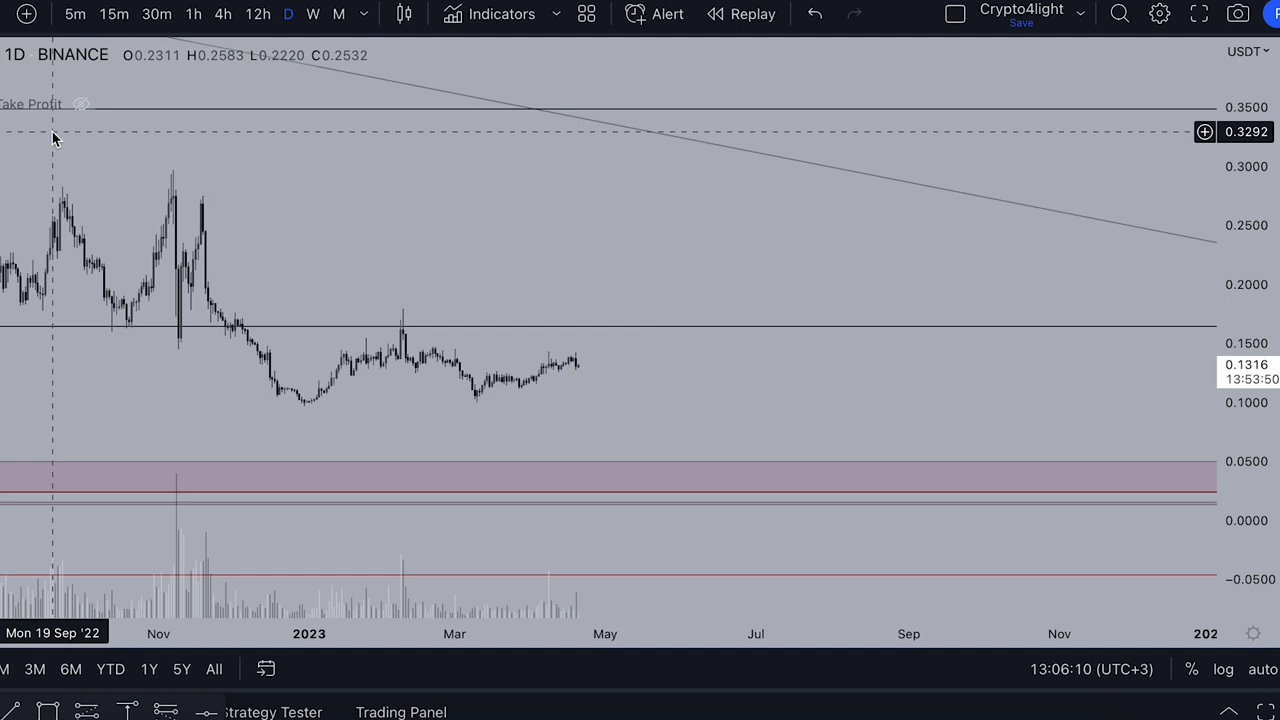 5m 15m 30m 1h 4h 12h D W M Indicators Alert Replay Crypto4light
Save
1D · BINANCE O0.2311 H0.2583 L0.2220 C0.2532 USDT
Take Profit
0.3500
0.3292
0.3000
0.2500
0.2000
0.1500
0.1316
13:53:50
0.1000
0.0500
0.0000
−0.0500
Mon 19 Sep '22 Nov 2023 Mar May Jul Sep Nov 202
M 3M 6M YTD 1Y 5Y All 13:06:10 (UTC+3) % log auto
Strategy Tester Trading Panel